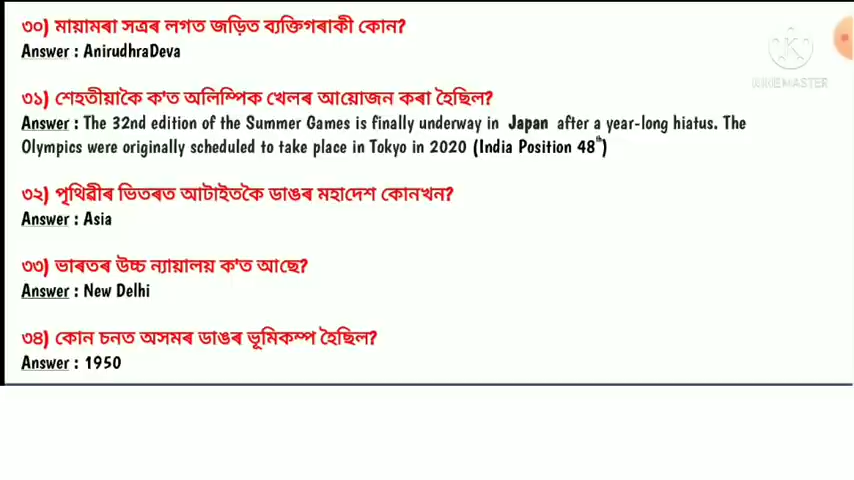 ৩০) মায়ামৰা সত্ৰৰ লগত জড়িত ব্যক্তিগৰাকী কোন?
Answer : AnirudhraDeva
৩১) শেহতীয়াকৈ ক'ত অলিম্পিক খেলৰ আয়োজন কৰা হৈছিল?
Answer : The 32nd edition of the Summer Games is finally underway in Japan after a year-long hiatus. The
Olympics were originally scheduled to take place in Tokyo in 2020 (India Position 48th)
৩২) পৃথিৱীৰ ভিতৰত আটাইতকৈ ডাঙৰ মহাদেশ কোনখন?
Answer : Asia
৩৩) ভাৰতৰ উচ্চ ন্যায়ালয় ক'ত আছে?
Answer : New Delhi
৩৪) কোন চনত অসমৰ ডাঙৰ ভূমিকম্প হৈছিল?
Answer : 1950
KINEMASTER